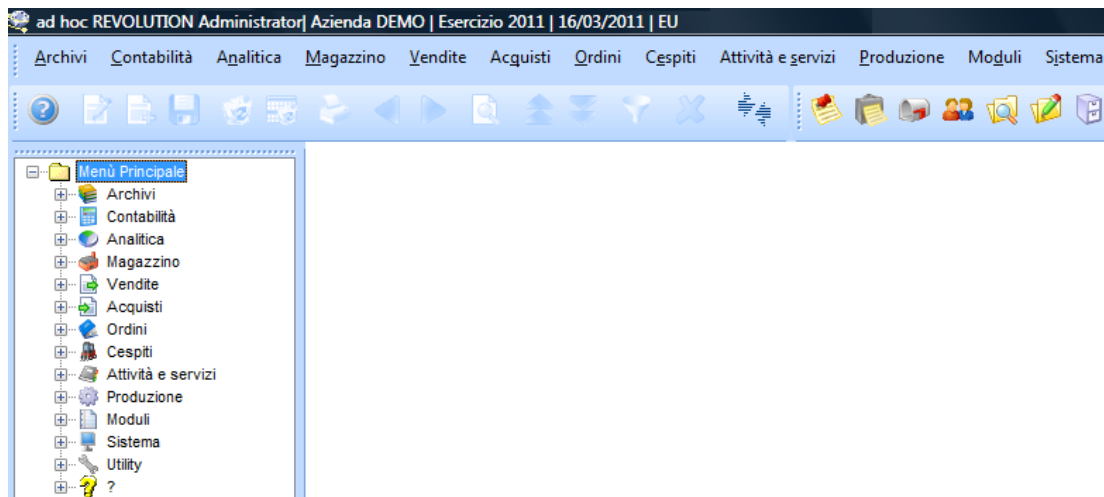 ad hoc REVOLUTION Administrator| Azienda DEMO | Esercizio 2011 | 16/03/2011 | EU
Archivi Contabilità Analitica Magazzino Vendite Acquisti Ordini Cespiti Attività e servizi Produzione Moduli Sistema
Menù Principale
Archivi
Contabilità
Analitica
Magazzino
Vendite
Acquisti
Ordini
Cespiti
Attività e servizi
Produzione
Moduli
Sistema
Utility
?